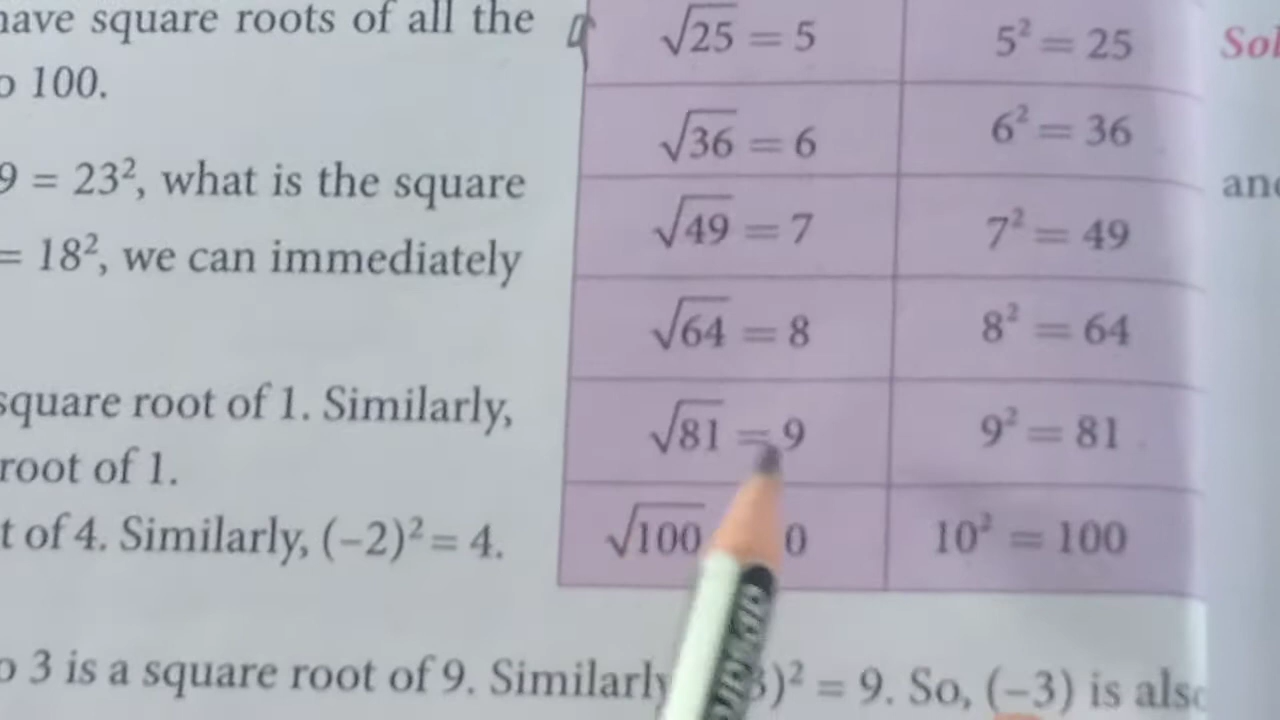 have square roots of all the
100.
9 = 23², what is the square
= 18², we can immediately
square root of 1. Similarly,
root of 1.
of 4. Similarly, (−2)² = 4.
3 is a square root of 9. Similarly )² = 9. So, (−3) is also
√25 = 5 5² = 25
√36 = 6 6² = 36
√49 = 7 7² = 49
√64 = 8 8² = 64
√81 = 9 9² = 81
√100 0 10² = 100